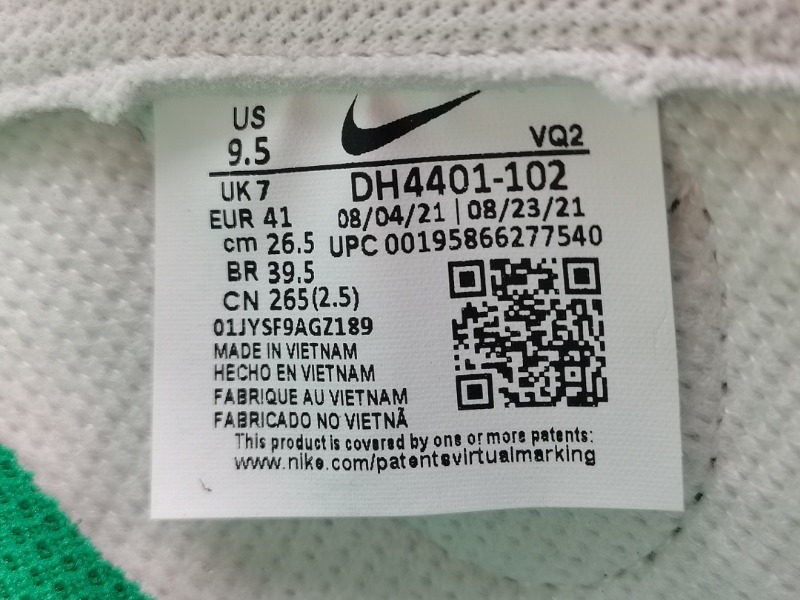 US
9.5
VQ2
UK 7
DH4401-102
EUR 41
08/04/21 | 08/23/21
cm 26.5
UPC 00195866277540
BR 39.5
CN 265(2.5)
01JYSF9AGZ189
MADE IN VIETNAM
HECHO EN VIETNAM
FABRIQUE AU VIETNAM
FABRICADO NO VIETNÃ
This product is covered by one or more patents:
www.nike.com/patentsvirtualmarking